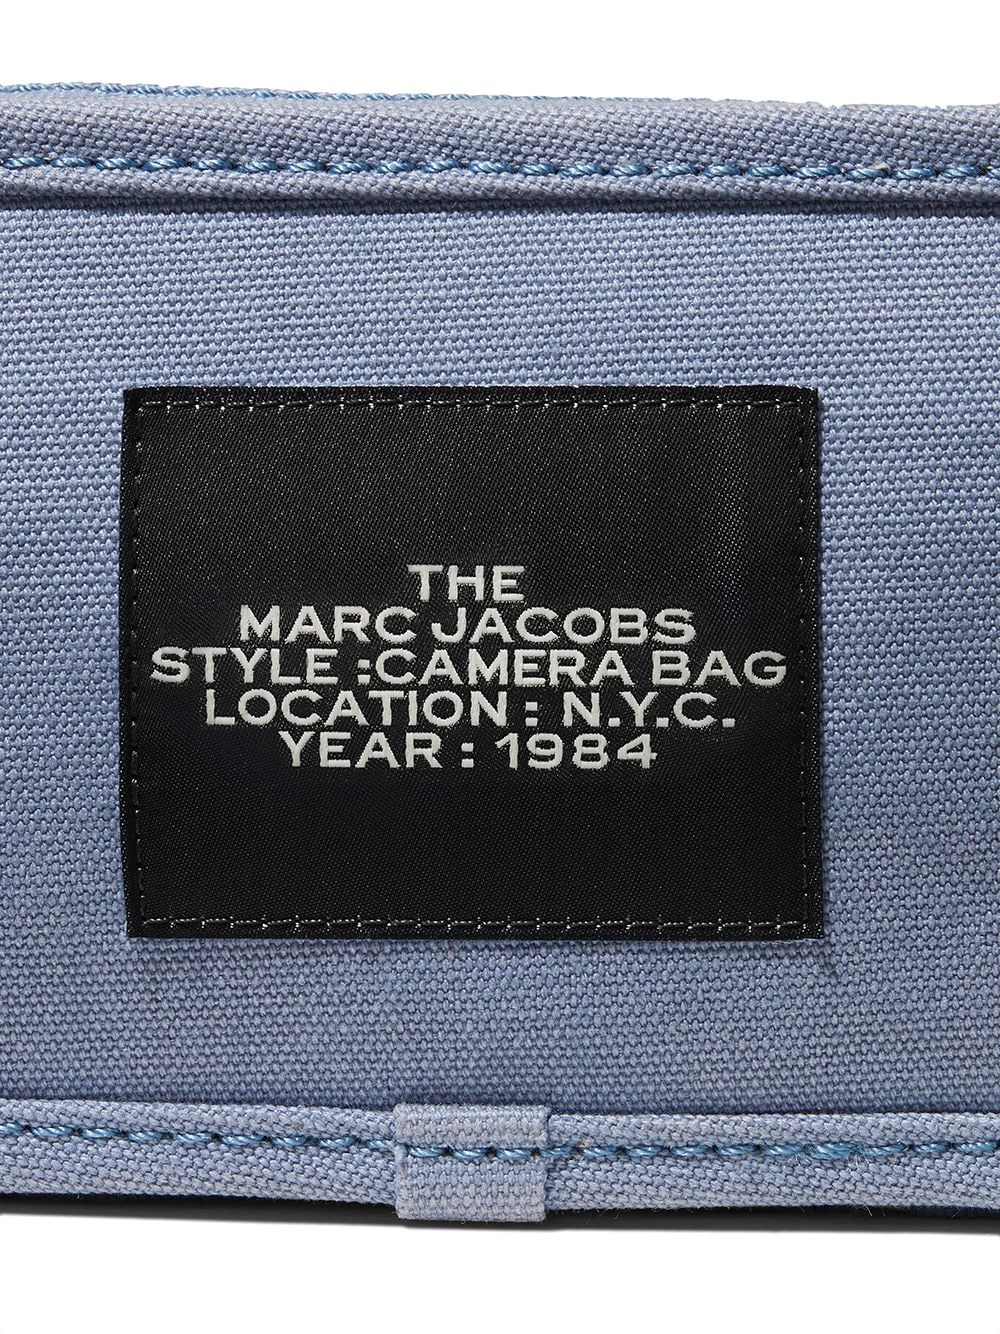 THE
MARC JACOBS
STYLE :CAMERA BAG
LOCATION : N.Y.C.
YEAR : 1984